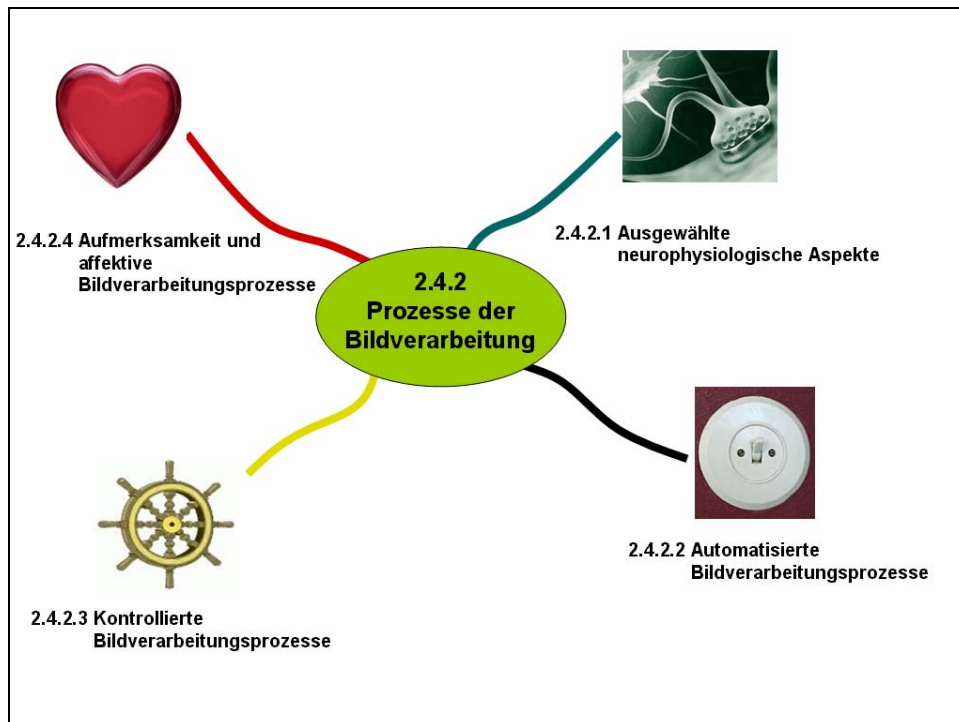 2.4.2
Prozesse der
Bildverarbeitung
2.4.2.1 Ausgewählte
neurophysiologische Aspekte
2.4.2.2 Automatisierte
Bildverarbeitungsprozesse
2.4.2.3 Kontrollierte
Bildverarbeitungsprozesse
2.4.2.4 Aufmerksamkeit und
affektive
Bildverarbeitungsprozesse